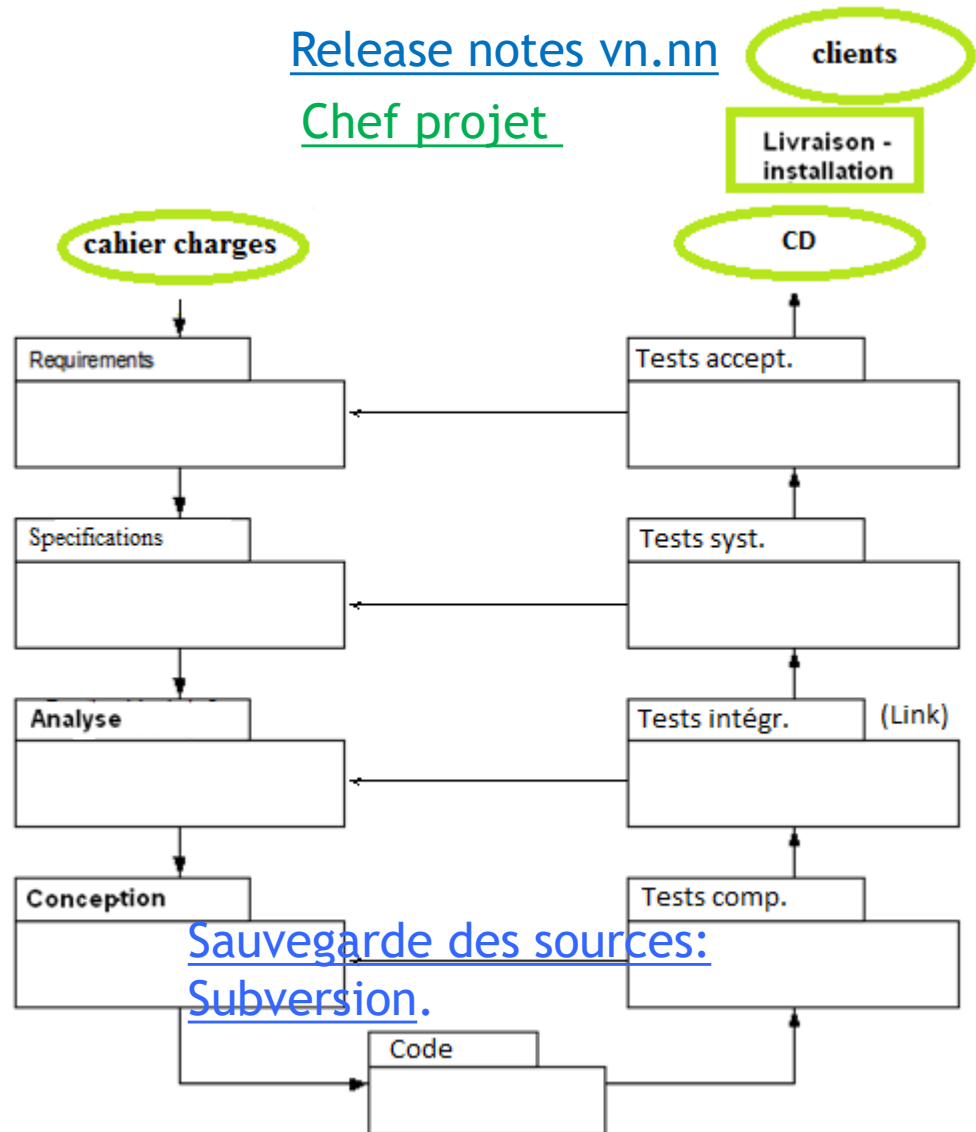 Release notes vn.nn
clients
Chef projet
Livraison -
installation
cahier charges
CD
Requirements
Tests accept.
Specifications
Tests syst.
Analyse
Tests intégr.
(Link)
Conception
Tests comp.
Sauvegarde des sources:
Subversion.
Code